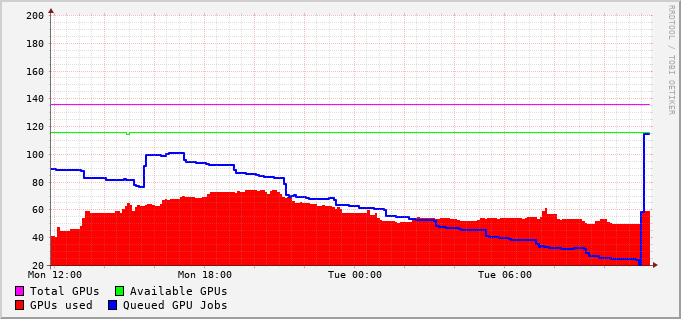 200
180
160
140
120
100
80
60
40
20
Mon 12:00 Mon 18:00 Tue 00:00 Tue 06:00
Total GPUs Available GPUs
GPUs used Queued GPU Jobs
RRDTOOL / TOBI OETIKER